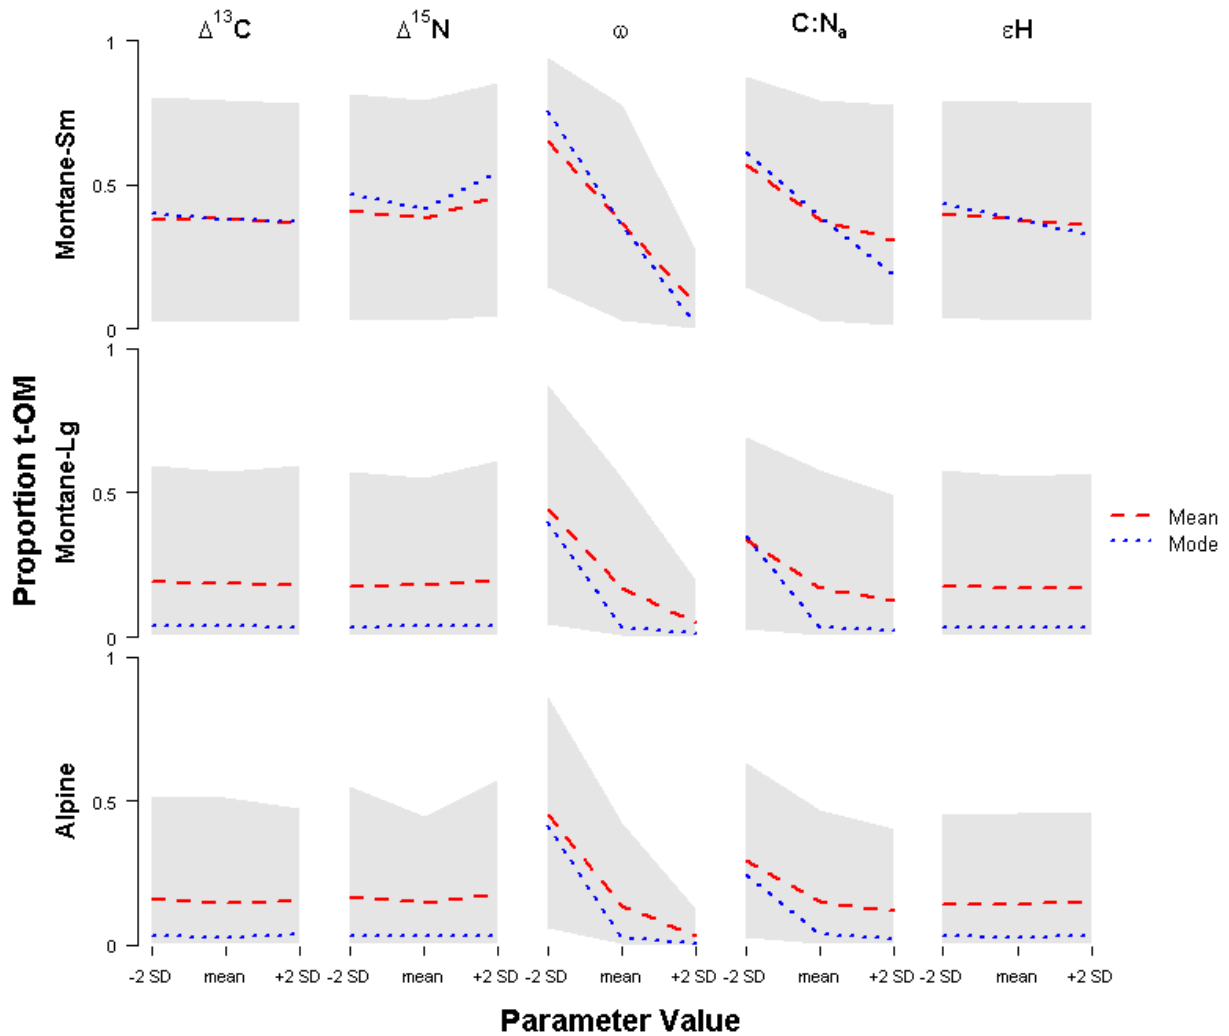 Δ¹³C Δ¹⁵N ω C:Nₐ εH
Proportion t-OM
Montane-Sm
1
0.5
0
Montane-Lg
1
0.5
0
Alpine
1
0.5
0
Mean
Mode
-2 SD mean +2 SD -2 SD mean +2 SD -2 SD mean +2 SD -2 SD mean +2 SD -2 SD mean +2 SD
Parameter Value